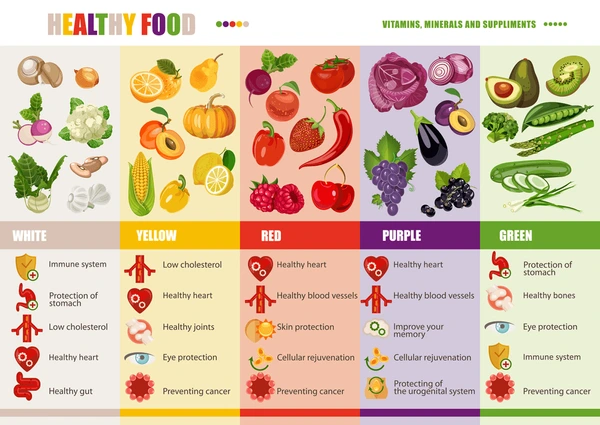 HEALTHY FOOD
VITAMINS, MINERALS AND SUPPLIMENTS
WHITE
Immune system
Protection of
stomach
Low cholesterol
Healthy heart
Healthy gut
YELLOW
Low cholesterol
Healthy heart
Healthy joints
Eye protection
Preventing cancer
RED
Healthy heart
Healthy blood vessels
Skin protection
Cellular rejuvenation
Preventing cancer
PURPLE
Healthy heart
Healthy blood vessels
Improve your
memory
Cellular rejuvenation
Protecting of
the urogenital system
GREEN
Protection of
stomach
Healthy bones
Eye protection
Immune system
Preventing cancer